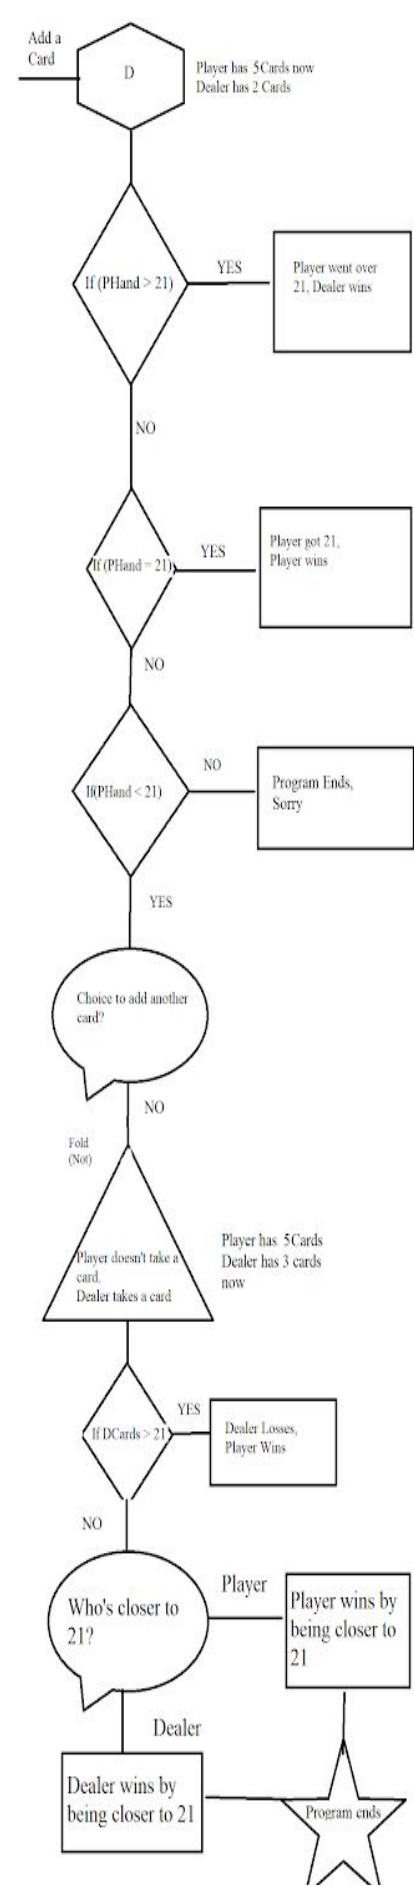 Add a
Card
D
Player has 5Cards now
Dealer has 2 Cards
If (PHand > 21)
YES
Player went over
21, Dealer wins
NO
If (PHand = 21)
YES
Player got 21,
Player wins
NO
If(PHand < 21)
NO
Program Ends,
Sorry
YES
Choice to add another
card?
NO
Fold
(Not)
Player doesn't take a
card.
Dealer takes a card
Player has 5Cards
Dealer has 3 cards
now
If DCards > 21
YES
Dealer Losses,
Player Wins
NO
Who's closer to
21?
Player
Player wins by
being closer to
21
Dealer
Dealer wins by
being closer to 21
Program ends